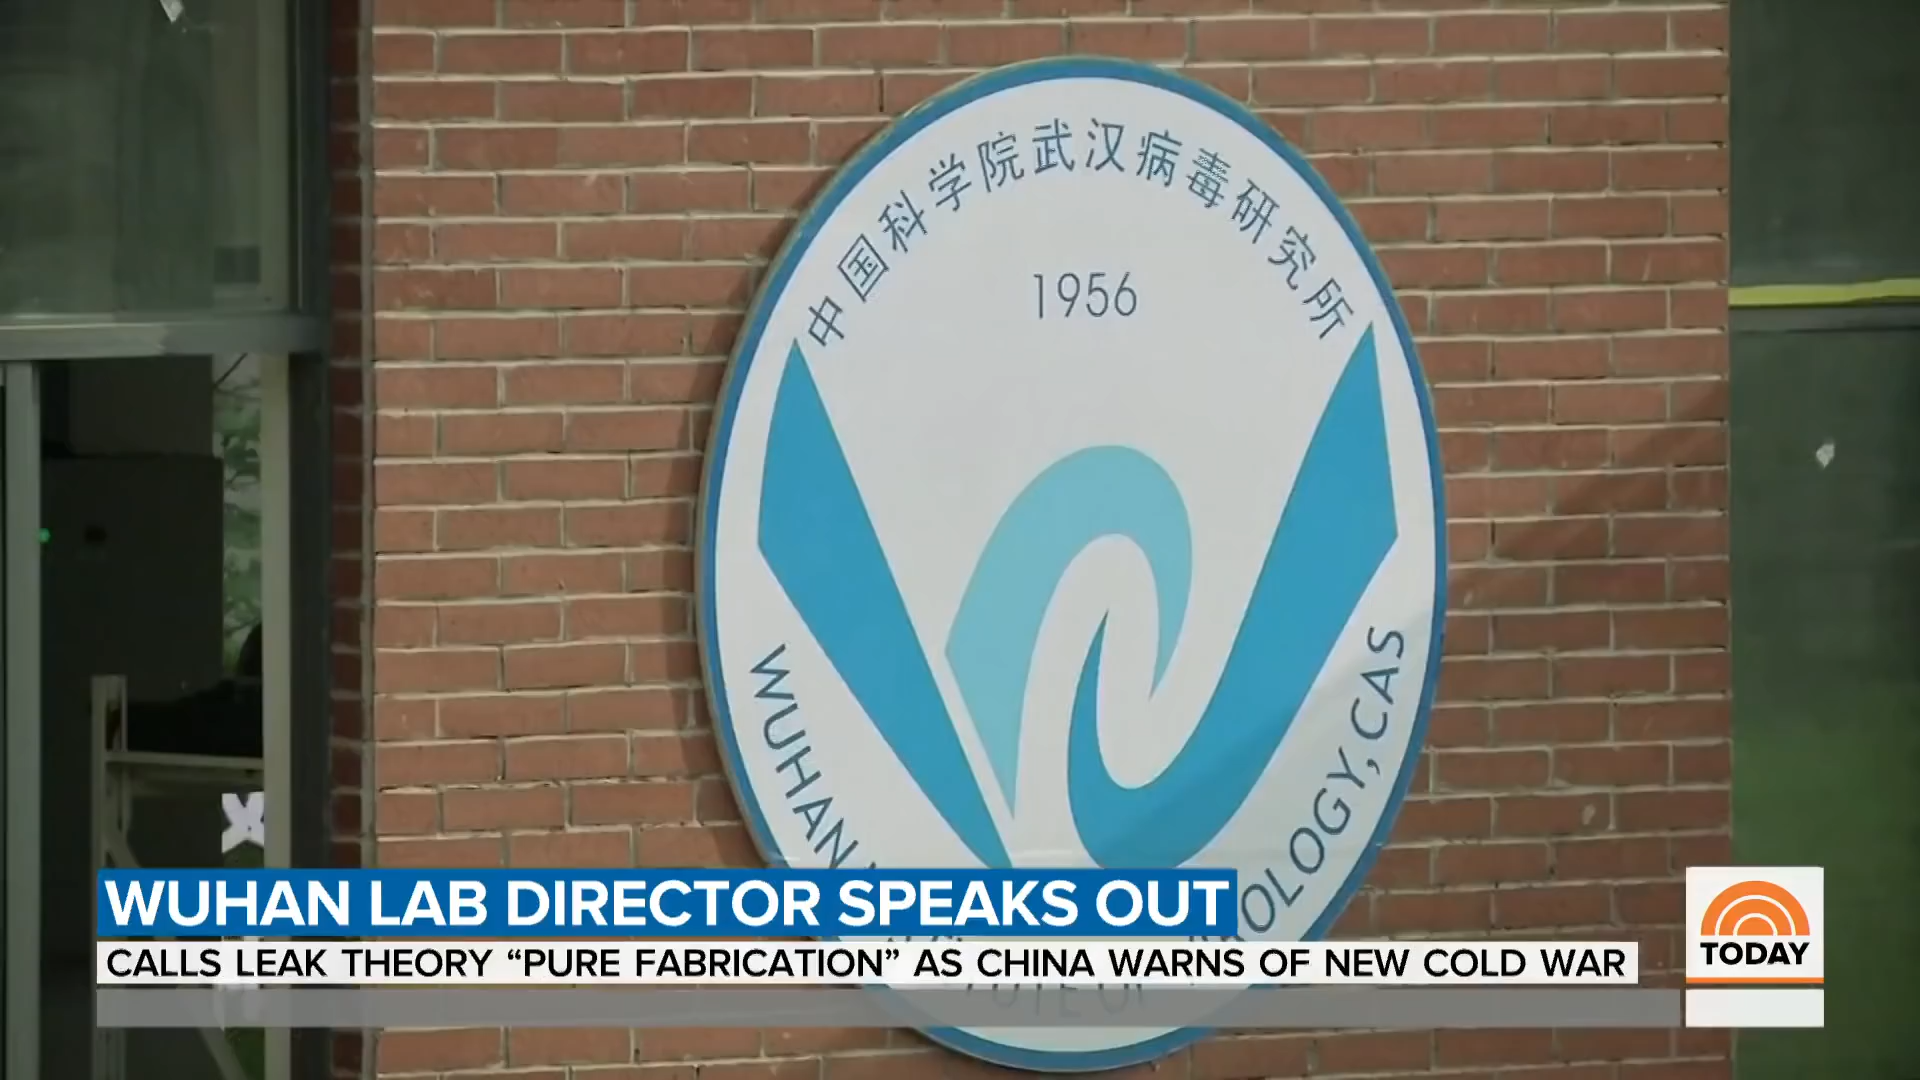 中国科学院武汉病毒研究所
1956
WUHAN
OLOGY, CAS
WUHAN LAB DIRECTOR SPEAKS OUT
CALLS LEAK THEORY “PURE FABRICATION” AS CHINA WARNS OF NEW COLD WAR
TODAY